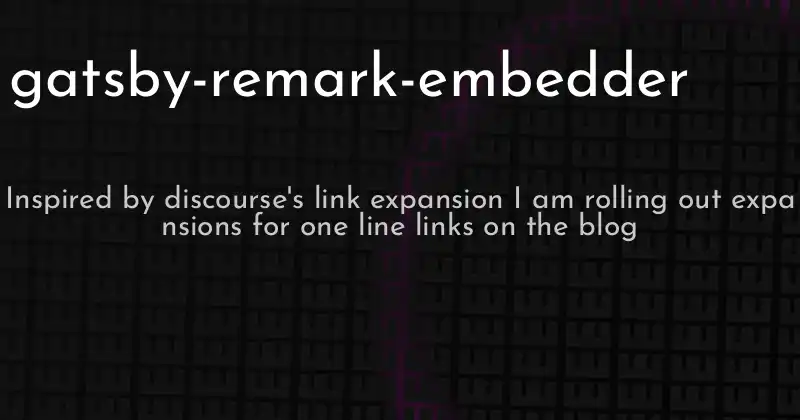 gatsby-remark-embedder
Inspired by discourse's link expansion I am rolling out expa
nsions for one line links on the blog